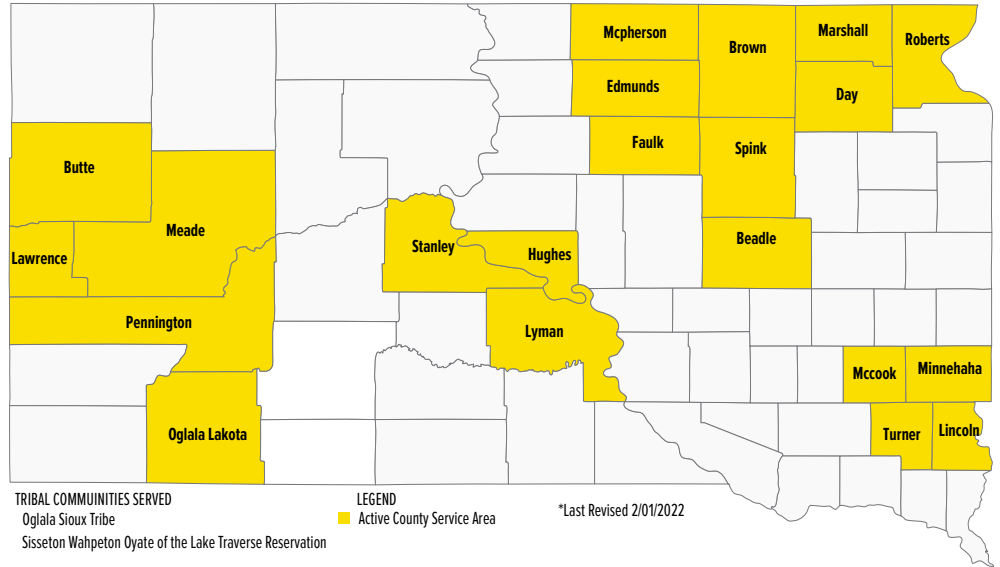 Mcpherson
Brown
Marshall
Roberts
Edmunds
Day
Faulk
Spink
Butte
Meade
Lawrence
Stanley
Hughes
Beadle
Pennington
Lyman
Mccook
Minnehaha
Oglala Lakota
Turner
Lincoln
TRIBAL COMMUINITIES SERVED
Oglala Sioux Tribe
Sisseton Wahpeton Oyate of the Lake Traverse Reservation
LEGEND
Active County Service Area
*Last Revised 2/01/2022